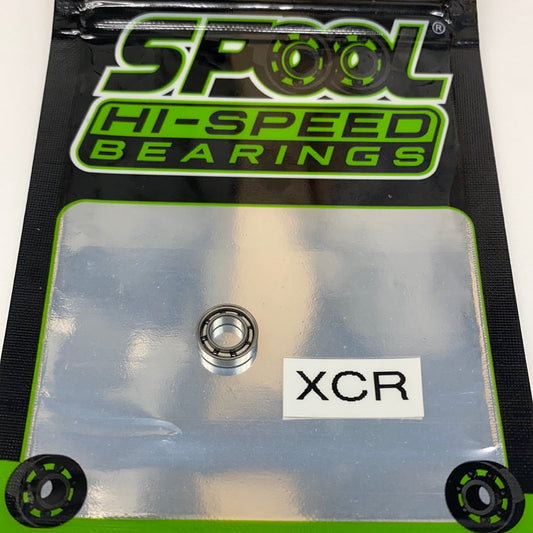 SPOOL®
HI-SPEED
BEARINGS
XCR